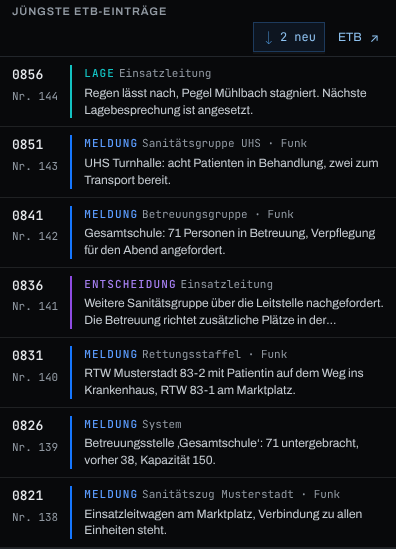 JÜNGSTE ETB-EINTRÄGE
↓ 2 neu ETB ↗
0856 LAGE Einsatzleitung
Nr. 144 Regen lässt nach, Pegel Mühlbach stagniert. Nächste
Lagebesprechung ist angesetzt.
0851 MELDUNG Sanitätsgruppe UHS · Funk
Nr. 143 UHS Turnhalle: acht Patienten in Behandlung, zwei zum
Transport bereit.
0841 MELDUNG Betreuungsgruppe · Funk
Nr. 142 Gesamtschule: 71 Personen in Betreuung, Verpflegung
für den Abend angefordert.
0836 ENTSCHEIDUNG Einsatzleitung
Nr. 141 Weitere Sanitätsgruppe über die Leitstelle nachgefordert.
Die Betreuung richtet zusätzliche Plätze in der…
0831 MELDUNG Rettungsstaffel · Funk
Nr. 140 RTW Musterstadt 83-2 mit Patientin auf dem Weg ins
Krankenhaus, RTW 83-1 am Marktplatz.
0826 MELDUNG System
Nr. 139 Betreuungsstelle ‚Gesamtschule‘: 71 untergebracht,
vorher 38, Kapazität 150.
0821 MELDUNG Sanitätszug Musterstadt · Funk
Nr. 138 Einsatzleitwagen am Marktplatz, Verbindung zu allen
Einheiten steht.